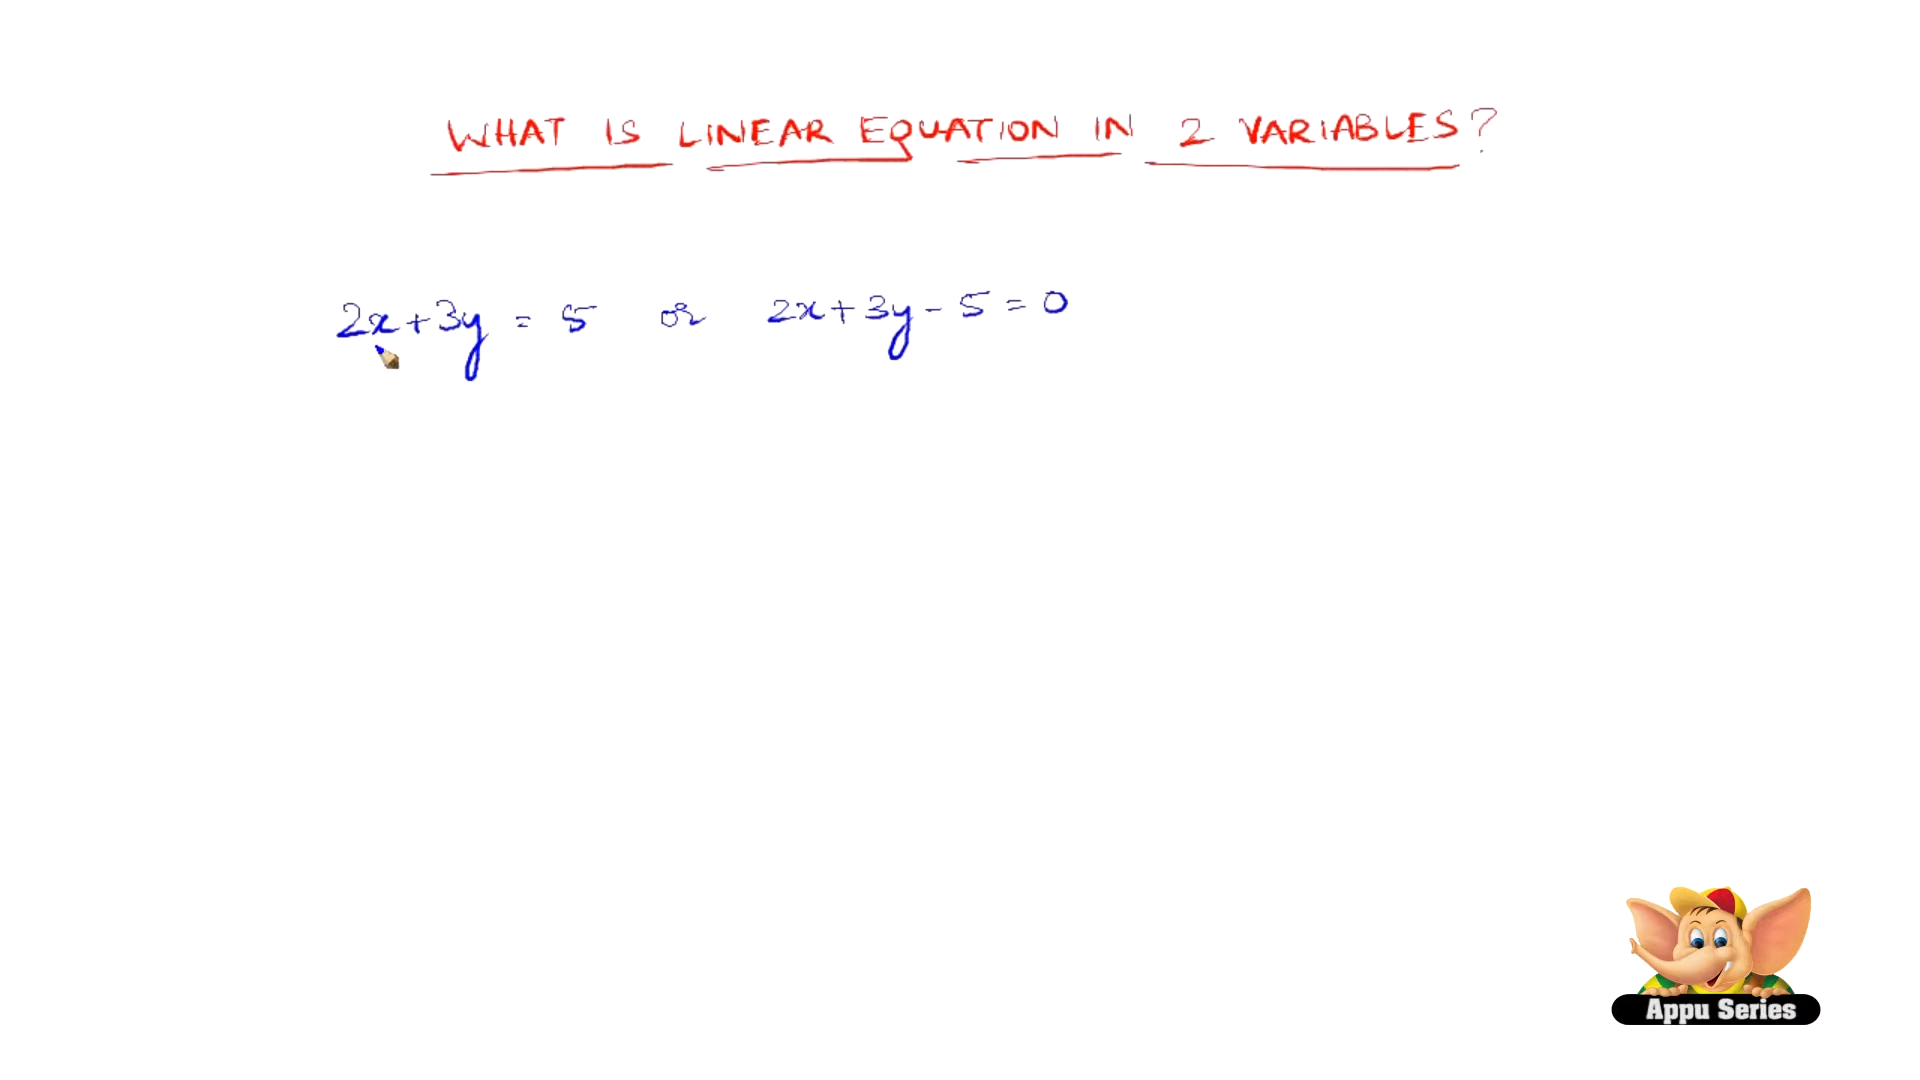 WHAT IS LINEAR EQUATION IN 2 VARIABLES?
2x+3y = 5 or 2x+3y-5=0
Appu Series